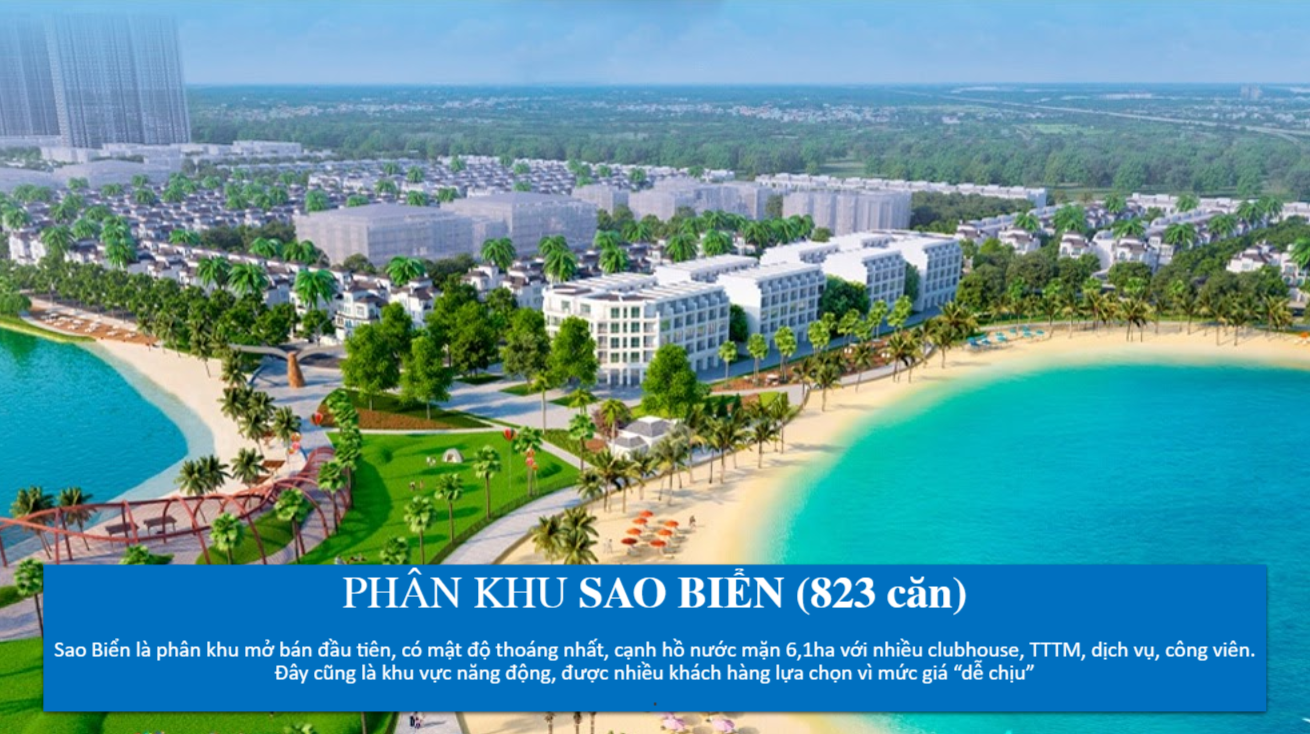 PHÂN KHU SAO BIỂN (823 căn)
Sao Biển là phân khu mở bán đầu tiên, có mật độ thoáng nhất, cạnh hồ nước mặn 6,1ha với nhiều clubhouse, TTTM, dịch vụ, công viên.
Đây cũng là khu vực năng động, được nhiều khách hàng lựa chọn vì mức giá “dễ chịu”